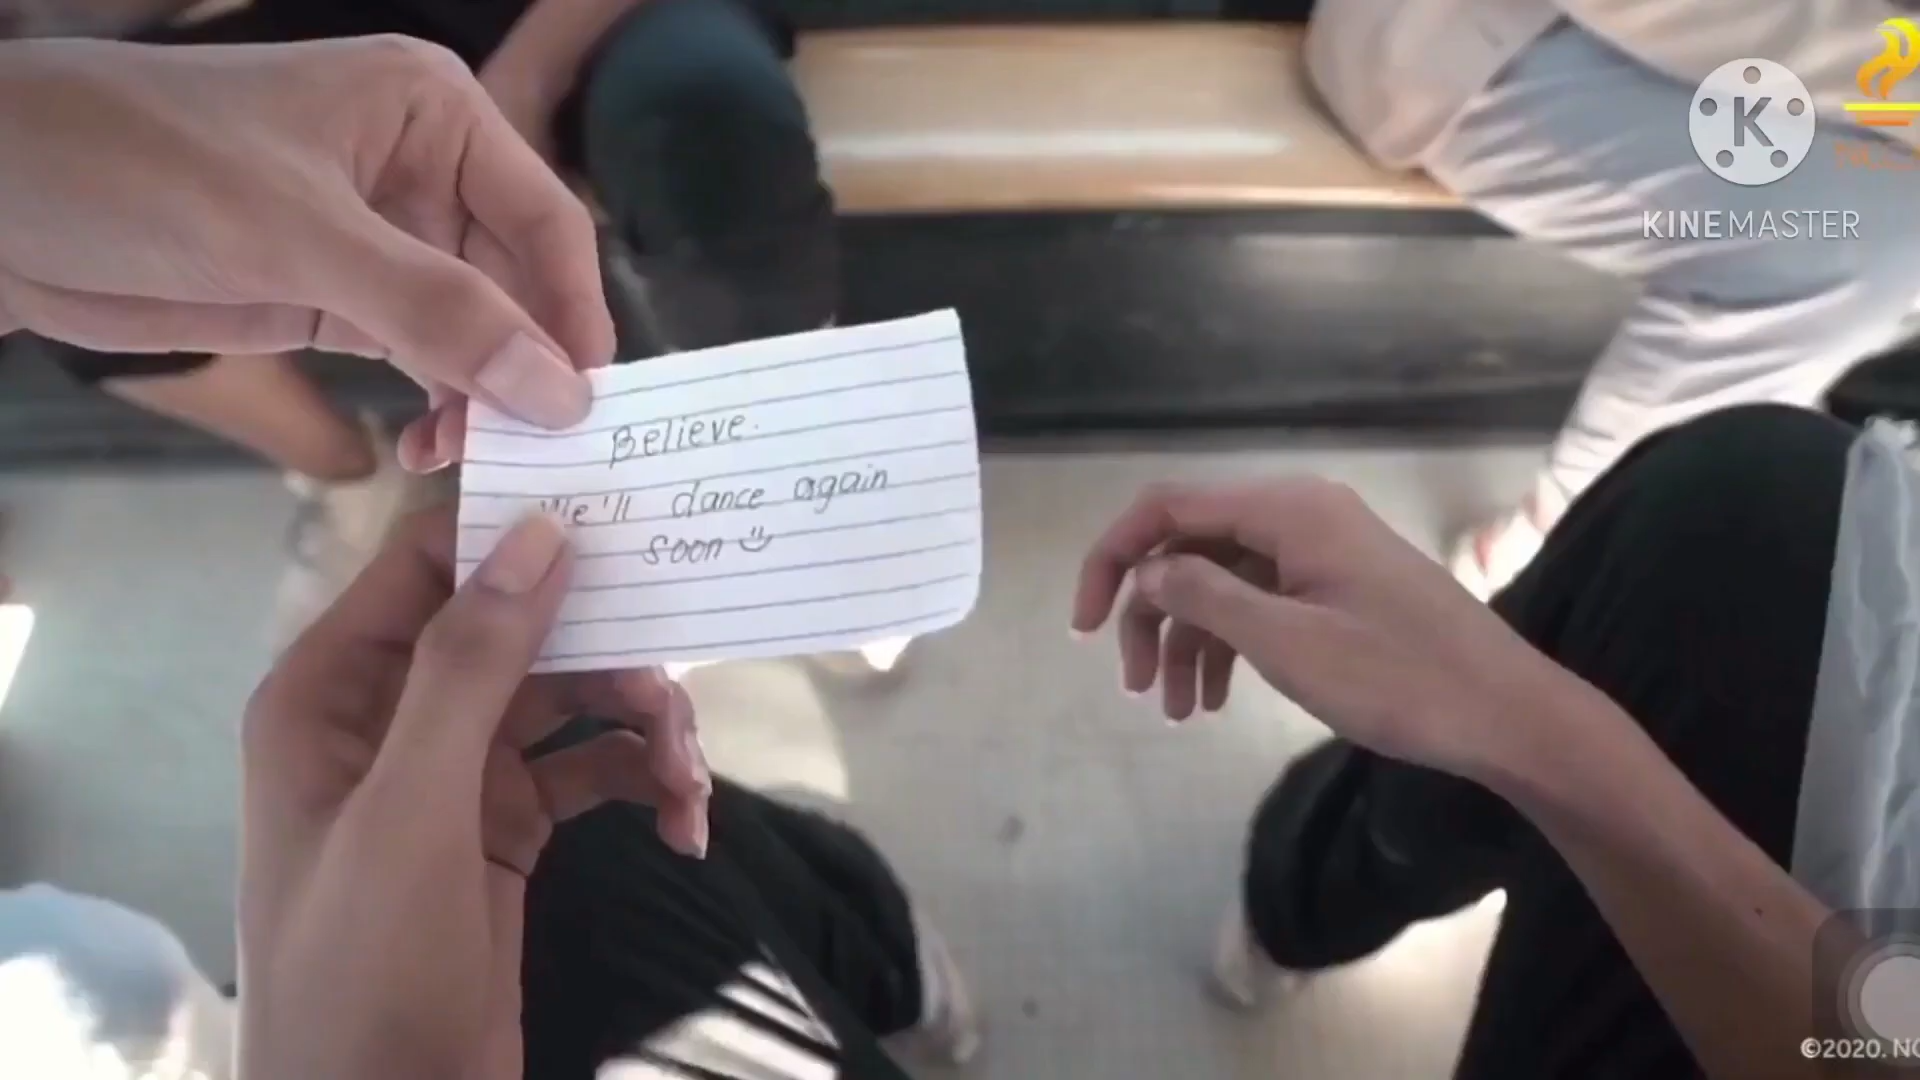 K
KINEMASTER
Believe.
We'll dance again
soon
©2020. NC